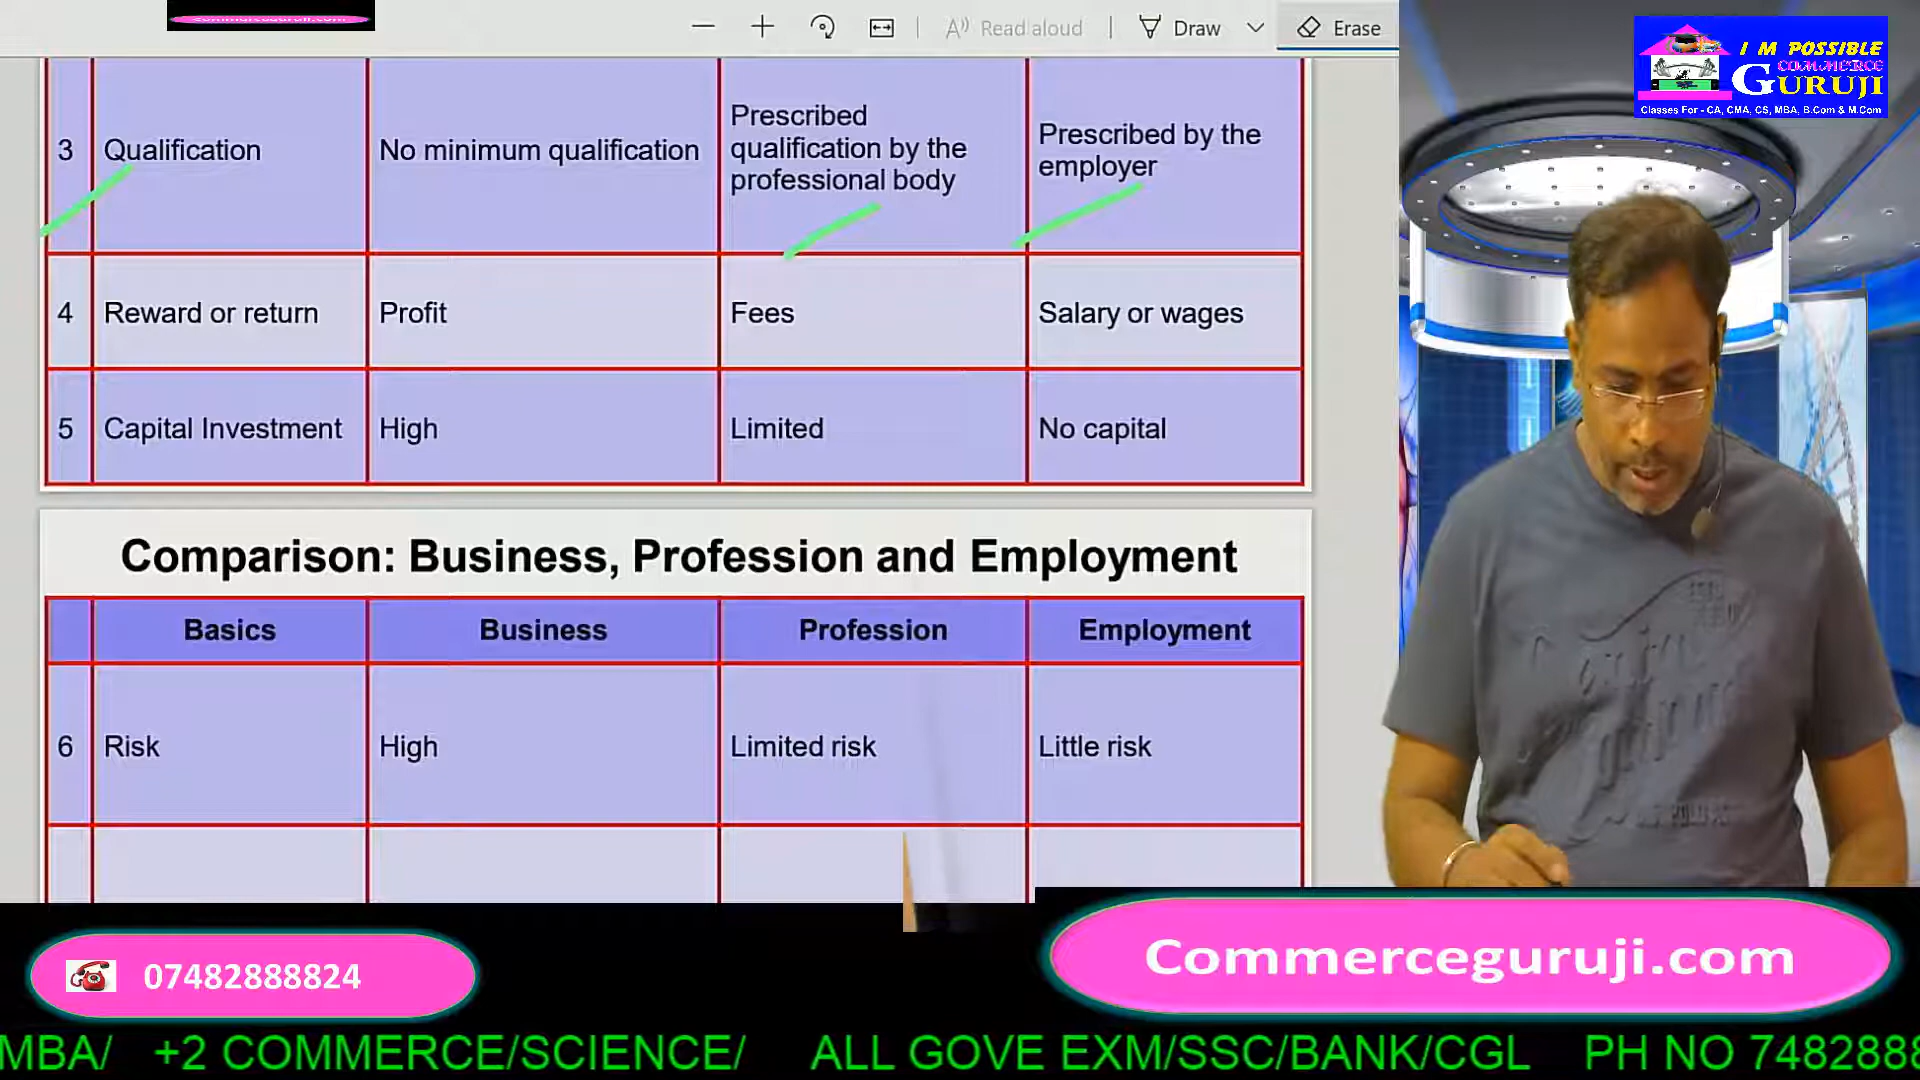 Commerceguruji.com
Read aloud
Draw
Erase
I M POSSIBLE
COMMERCE
GURUJI
Classes For - CA, CMA, CS, MBA, B.Com & M.Com
3 Qualification No minimum qualification Prescribed qualification by the professional body Prescribed by the employer
4 Reward or return Profit Fees Salary or wages
5 Capital Investment High Limited No capital
Comparison: Business, Profession and Employment
Basics Business Profession Employment
6 Risk High Limited risk Little risk
07482888824
Commerceguruji.com
MBA/ +2 COMMERCE/SCIENCE/ ALL GOVE EXM/SSC/BANK/CGL PH NO 7482888